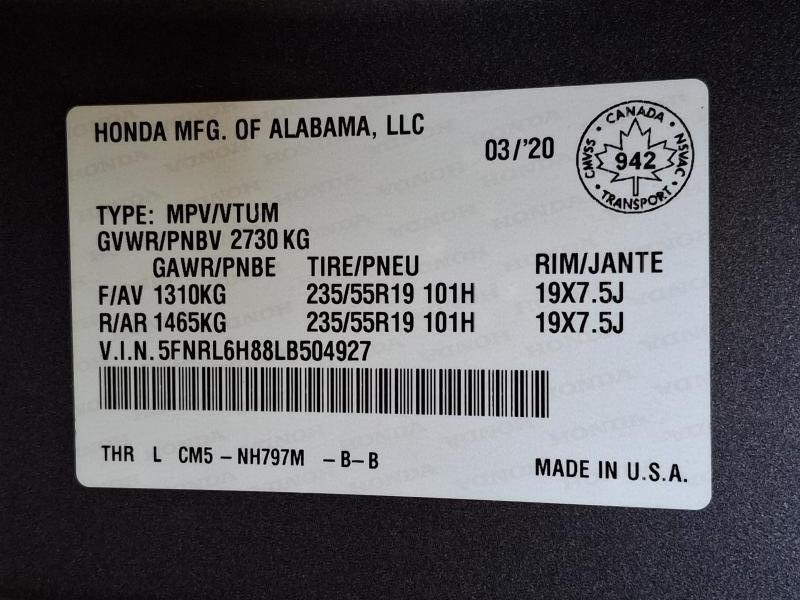 HONDA MFG. OF ALABAMA, LLC
03/'20
CANADA
CMVSS 942 NSVAC
TRANSPORT
TYPE: MPV/VTUM
GVWR/PNBV 2730 KG
GAWR/PNBE TIRE/PNEU RIM/JANTE
F/AV 1310KG 235/55R19 101H 19X7.5J
R/AR 1465KG 235/55R19 101H 19X7.5J
V.I.N. 5FNRL6H88LB504927
THR L CM5 - NH797M - B - B
MADE IN U.S.A.